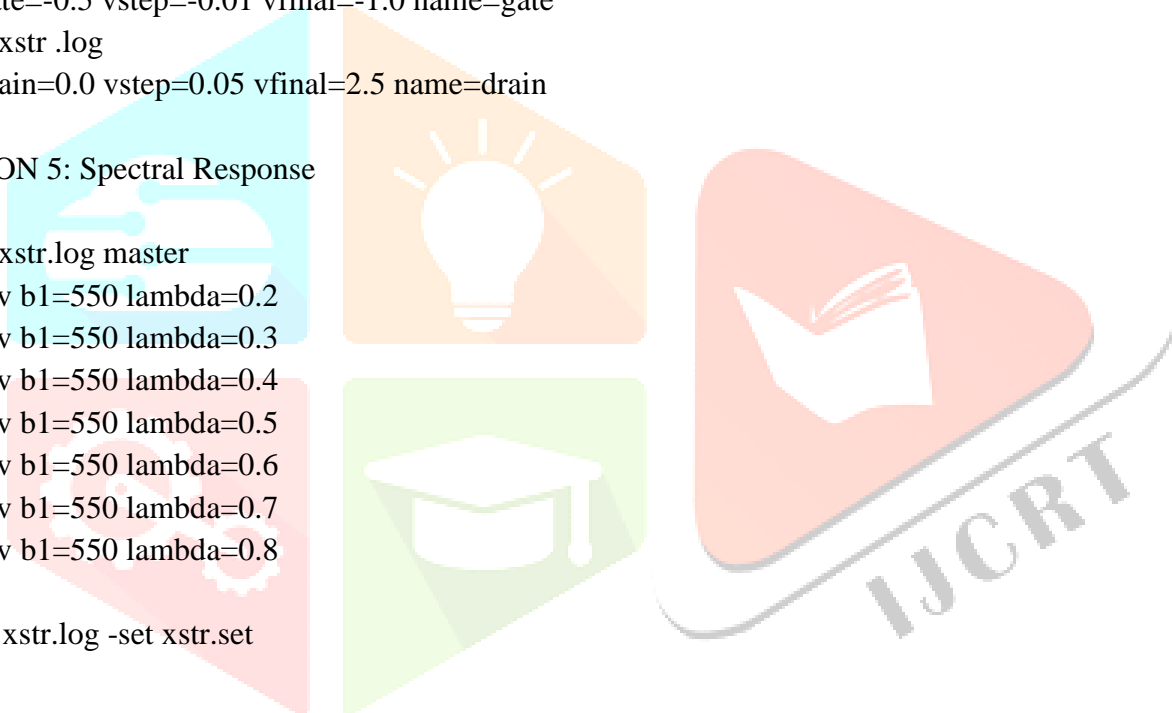 ate=-0.5 vstep=-0.01 vfinal=-1.0 name=gate
xstr .log
ain=0.0 vstep=0.05 vfinal=2.5 name=drain
ON 5: Spectral Response
xstr.log master
v b1=550 lambda=0.2
v b1=550 lambda=0.3
v b1=550 lambda=0.4
v b1=550 lambda=0.5
v b1=550 lambda=0.6
v b1=550 lambda=0.7
v b1=550 lambda=0.8
xstr.log -set xstr.set
IJCRT